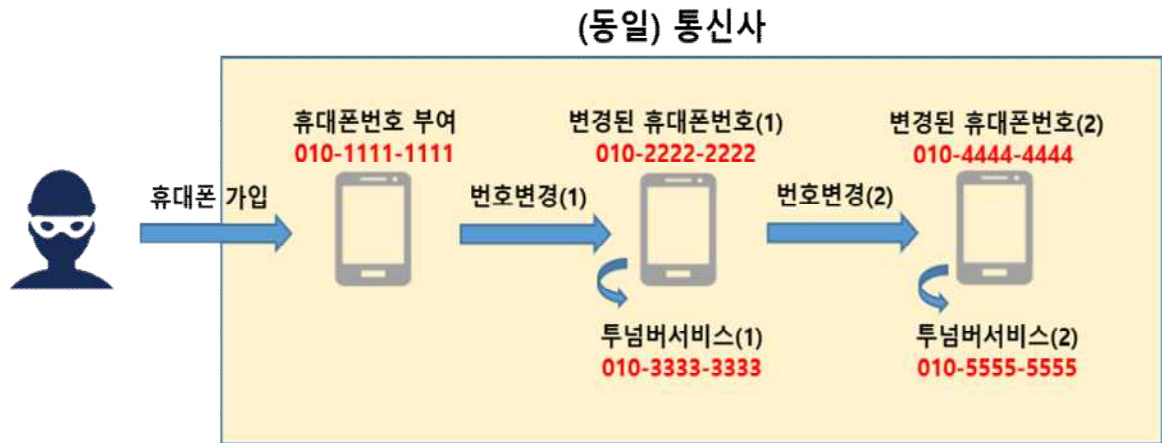 (동일) 통신사
휴대폰번호 부여
010-1111-1111
변경된 휴대폰번호(1)
010-2222-2222
변경된 휴대폰번호(2)
010-4444-4444
휴대폰 가입
번호변경(1)
번호변경(2)
투넘버서비스(1)
010-3333-3333
투넘버서비스(2)
010-5555-5555